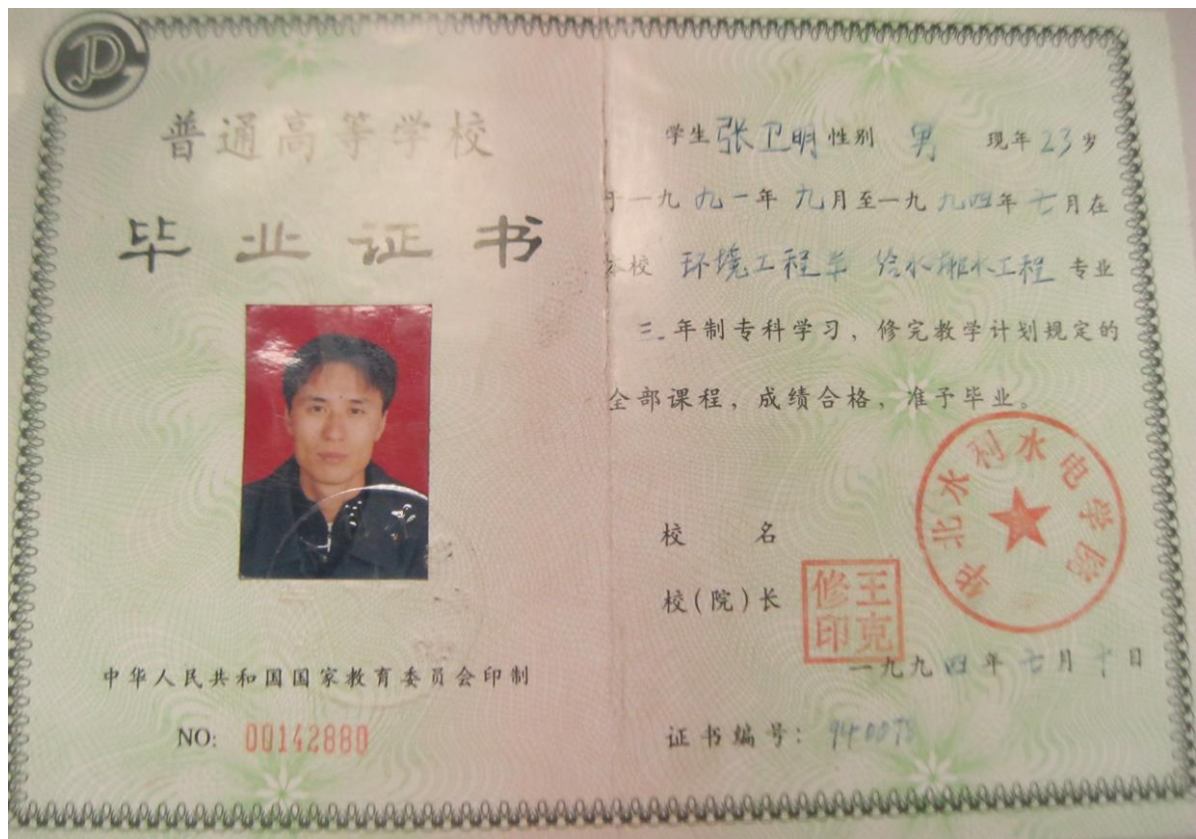 普通高等学校
毕业证书
中华人民共和国国家教育委员会印制
NO: 00142880
学生 张卫明 性别 男 现年 23 岁
于一九九一年九月至一九九四年七月在
本校 环境工程 给水排水工程 专业
三年制专科学习，修完教学计划规定的
全部课程，成绩合格，准予毕业。
华北水利水电学院
校 名
校（院）长
王克修印
一九九四年七月十日
证书编号：